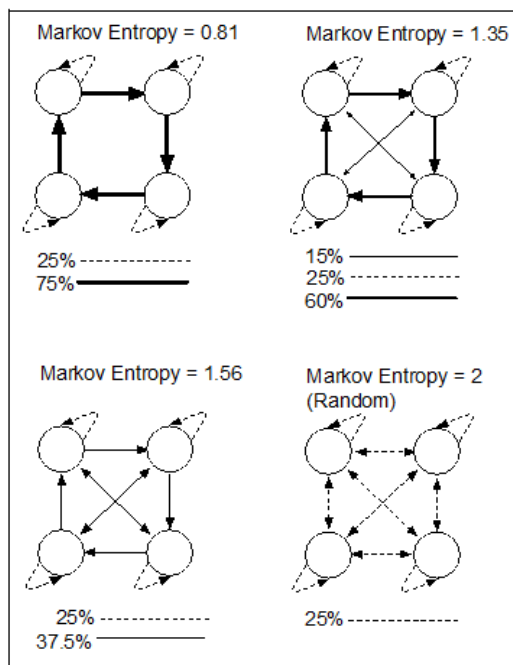 Markov Entropy = 0.81
25%
75%
Markov Entropy = 1.35
15%
25%
60%
Markov Entropy = 1.56
25%
37.5%
Markov Entropy = 2
(Random)
25%